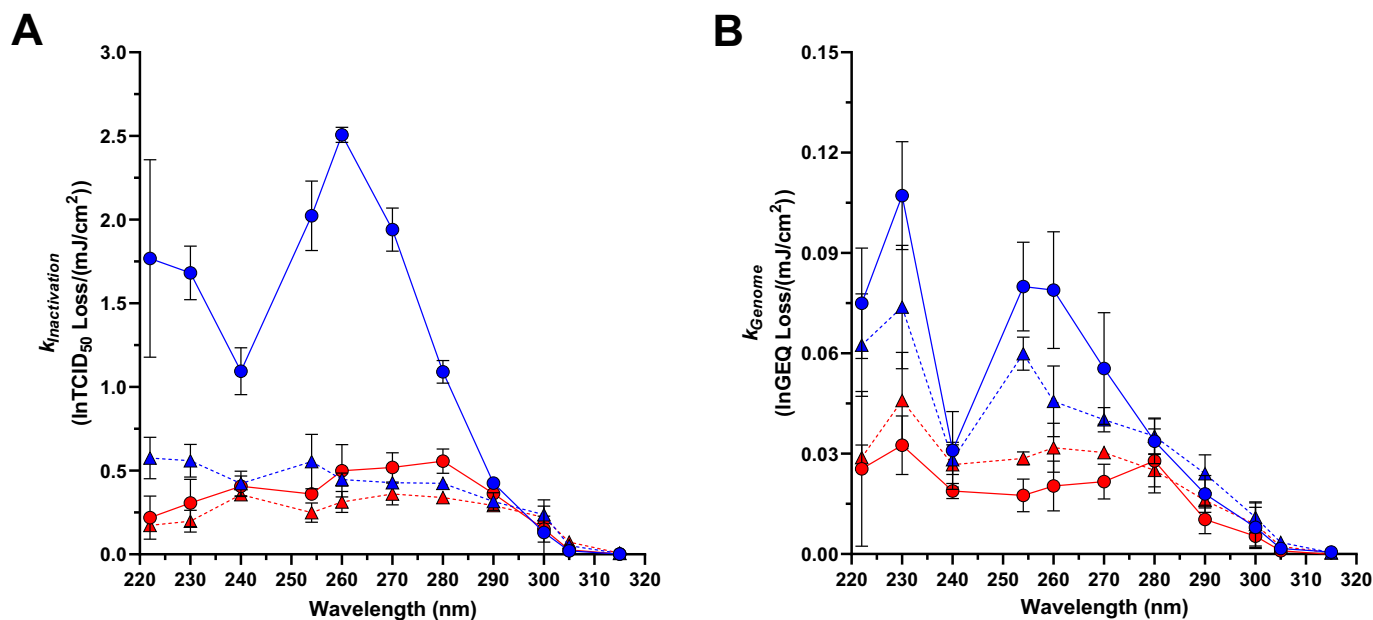 A
k_Inactivation
(lnTCID50 Loss/(mJ/cm2))
3.0
2.5
2.0
1.5
1.0
0.5
0.0
220 230 240 250 260 270 280 290 300 310 320
Wavelength (nm)
B
k_Genome
(lnGEQ Loss/(mJ/cm2))
0.15
0.12
0.09
0.06
0.03
0.00
220 230 240 250 260 270 280 290 300 310 320
Wavelength (nm)